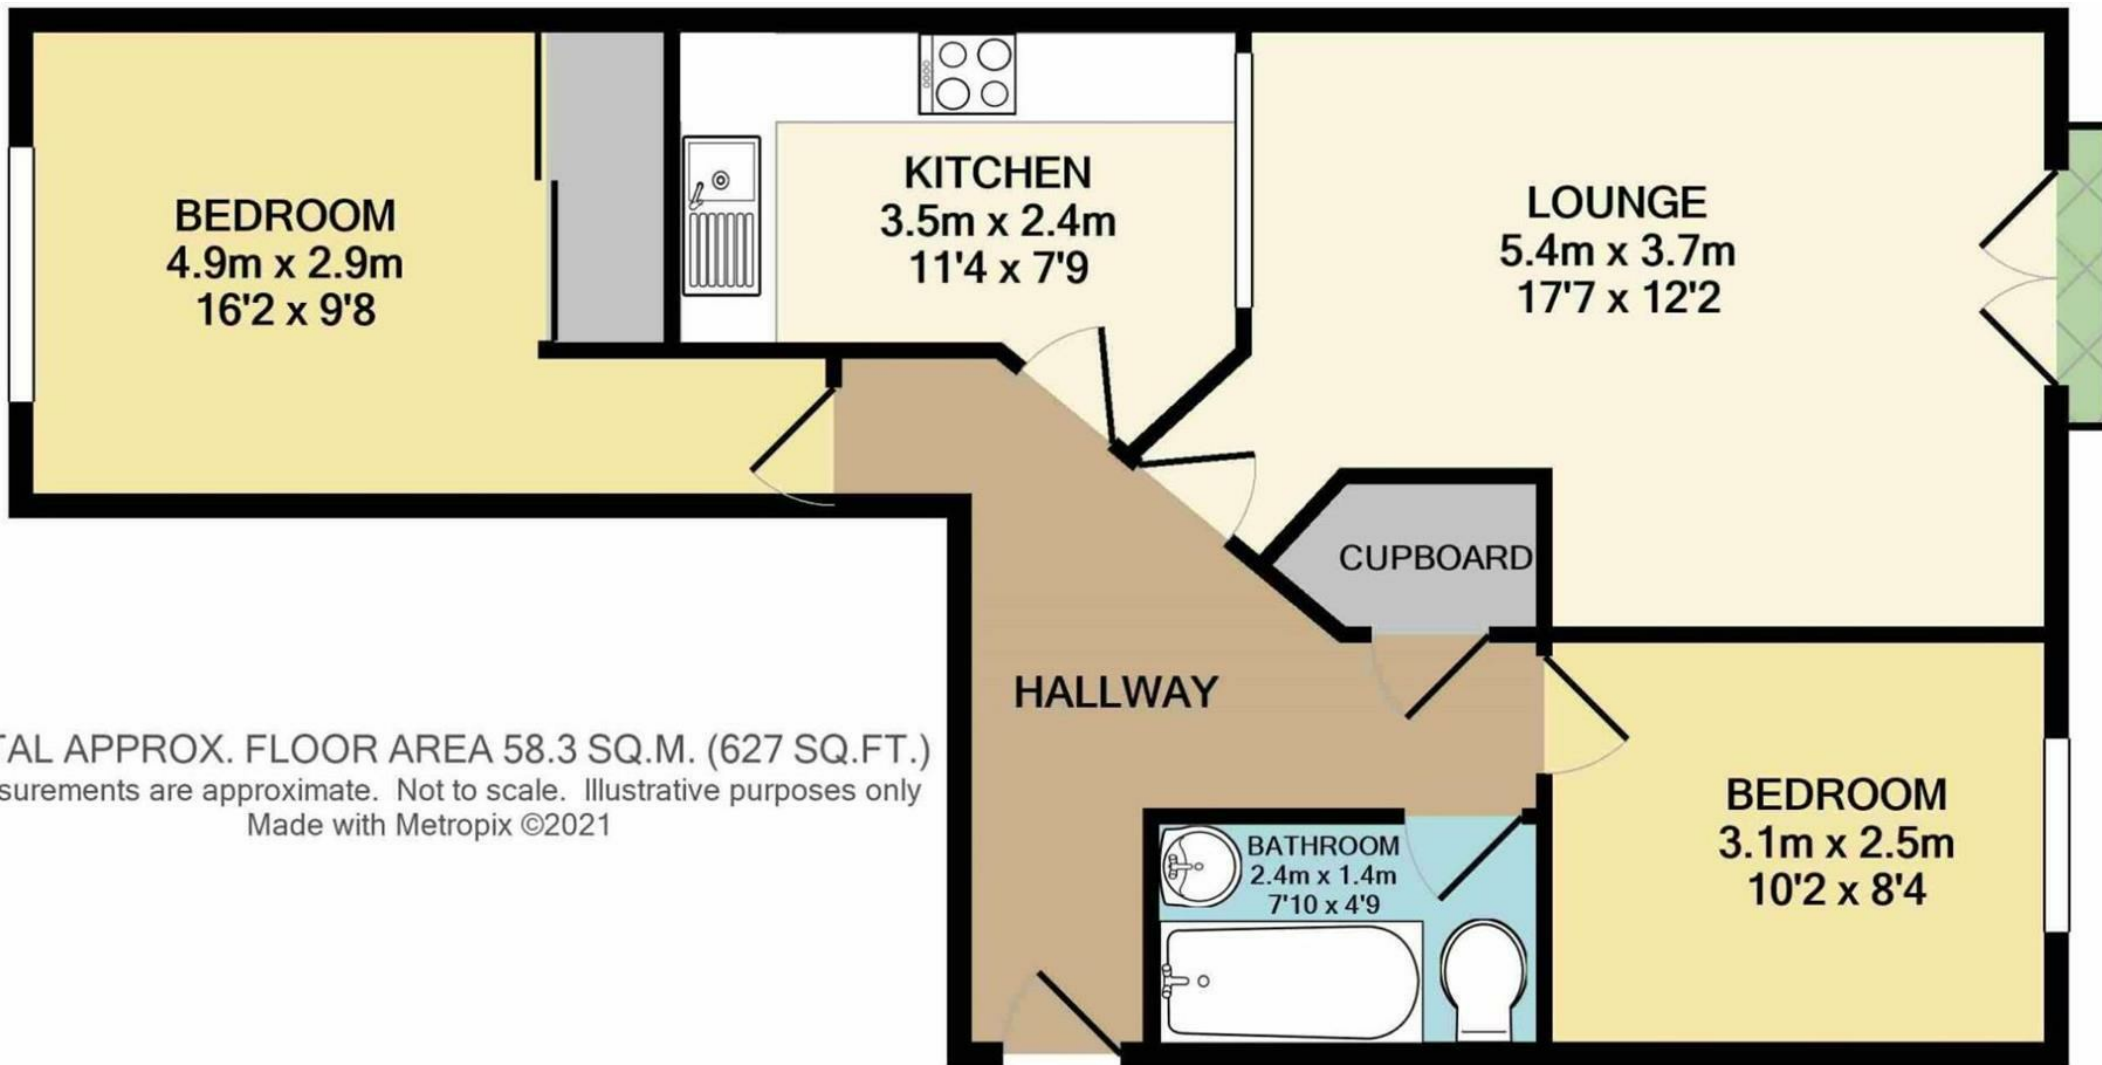 BEDROOM
4.9m x 2.9m
16'2 x 9'8
KITCHEN
3.5m x 2.4m
11'4 x 7'9
LOUNGE
5.4m x 3.7m
17'7 x 12'2
CUPBOARD
HALLWAY
BATHROOM
2.4m x 1.4m
7'10 x 4'9
BEDROOM
3.1m x 2.5m
10'2 x 8'4
TAL APPROX. FLOOR AREA 58.3 SQ.M. (627 SQ.FT.)
surements are approximate. Not to scale. Illustrative purposes only
Made with Metropix ©2021